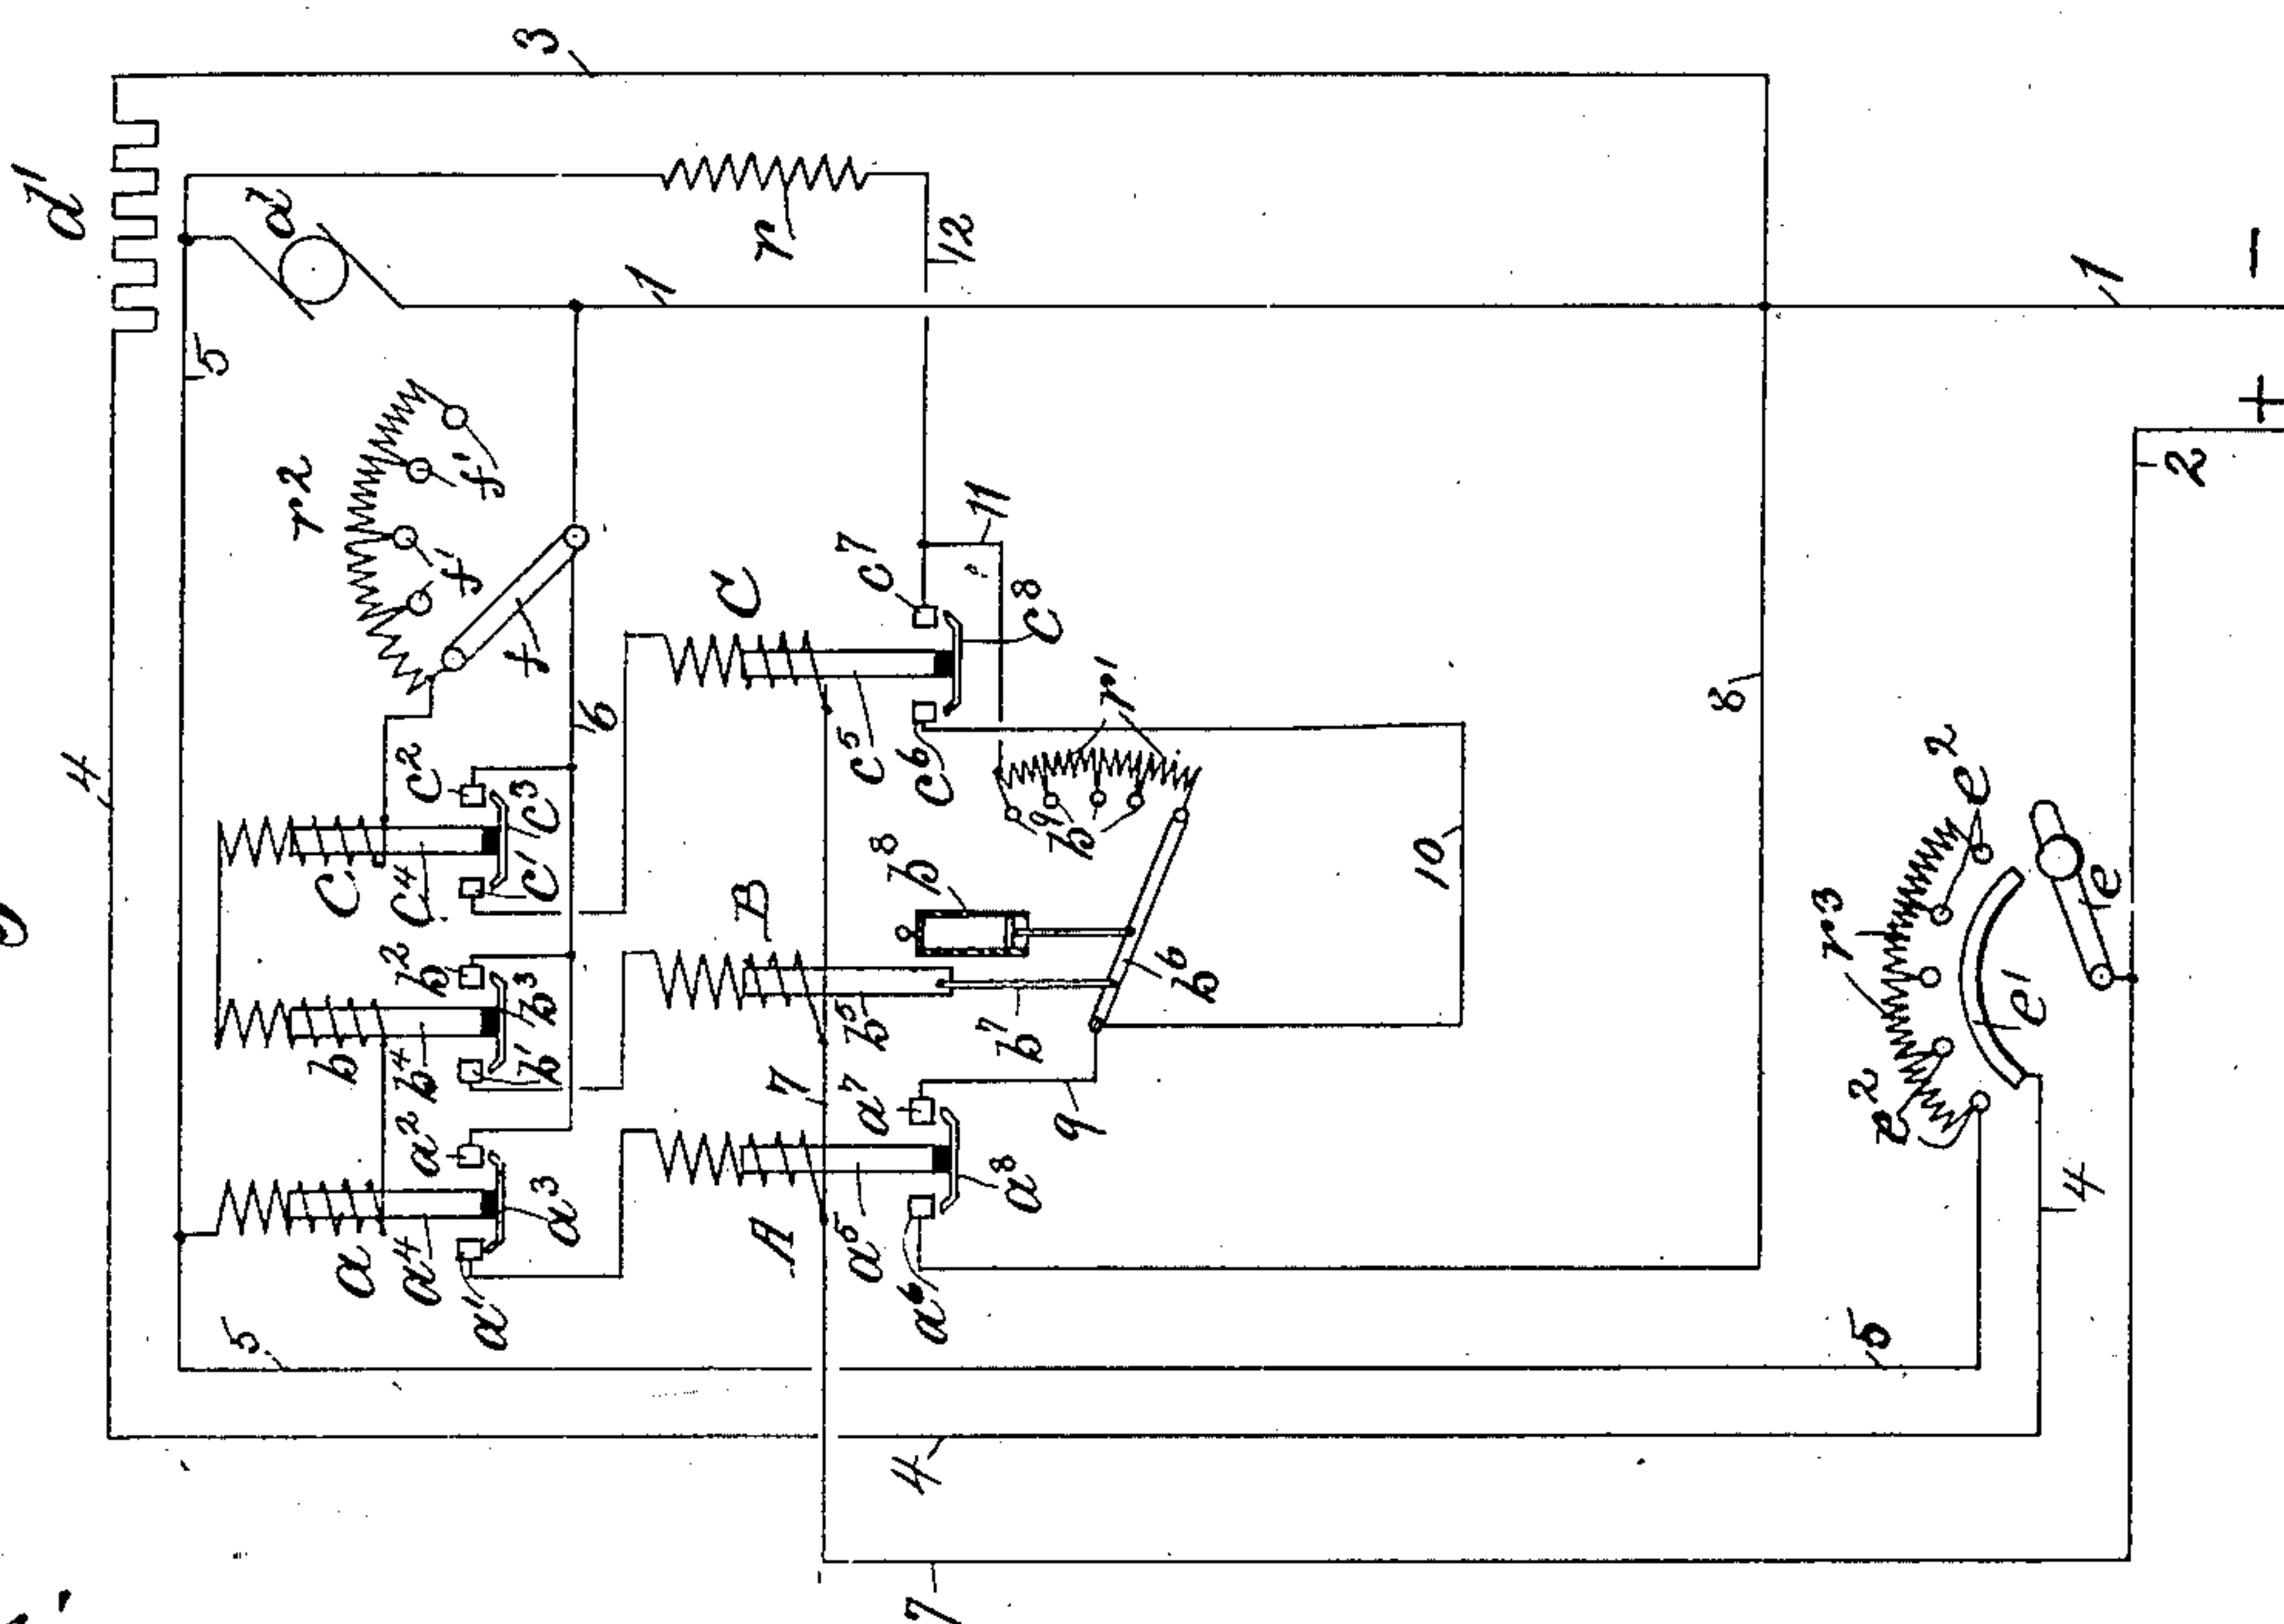 3
d'
d
r
12
1
1
−
+
2
5
4
r²
f'
f'
f
6
11
C
c⁷
c⁸
c⁵
c⁶
r'
c²
c³
c'
c
c⁴
8
b²
b³
b'
b
b⁴
B
b⁸
b⁹
b⁵
b⁷
b⁶
10
e²
r³
e'
e
e²
a²
a³
a
a⁴
a'
7
a⁷
A
a⁵
a⁸
a⁶
9
4
5
5
4
7